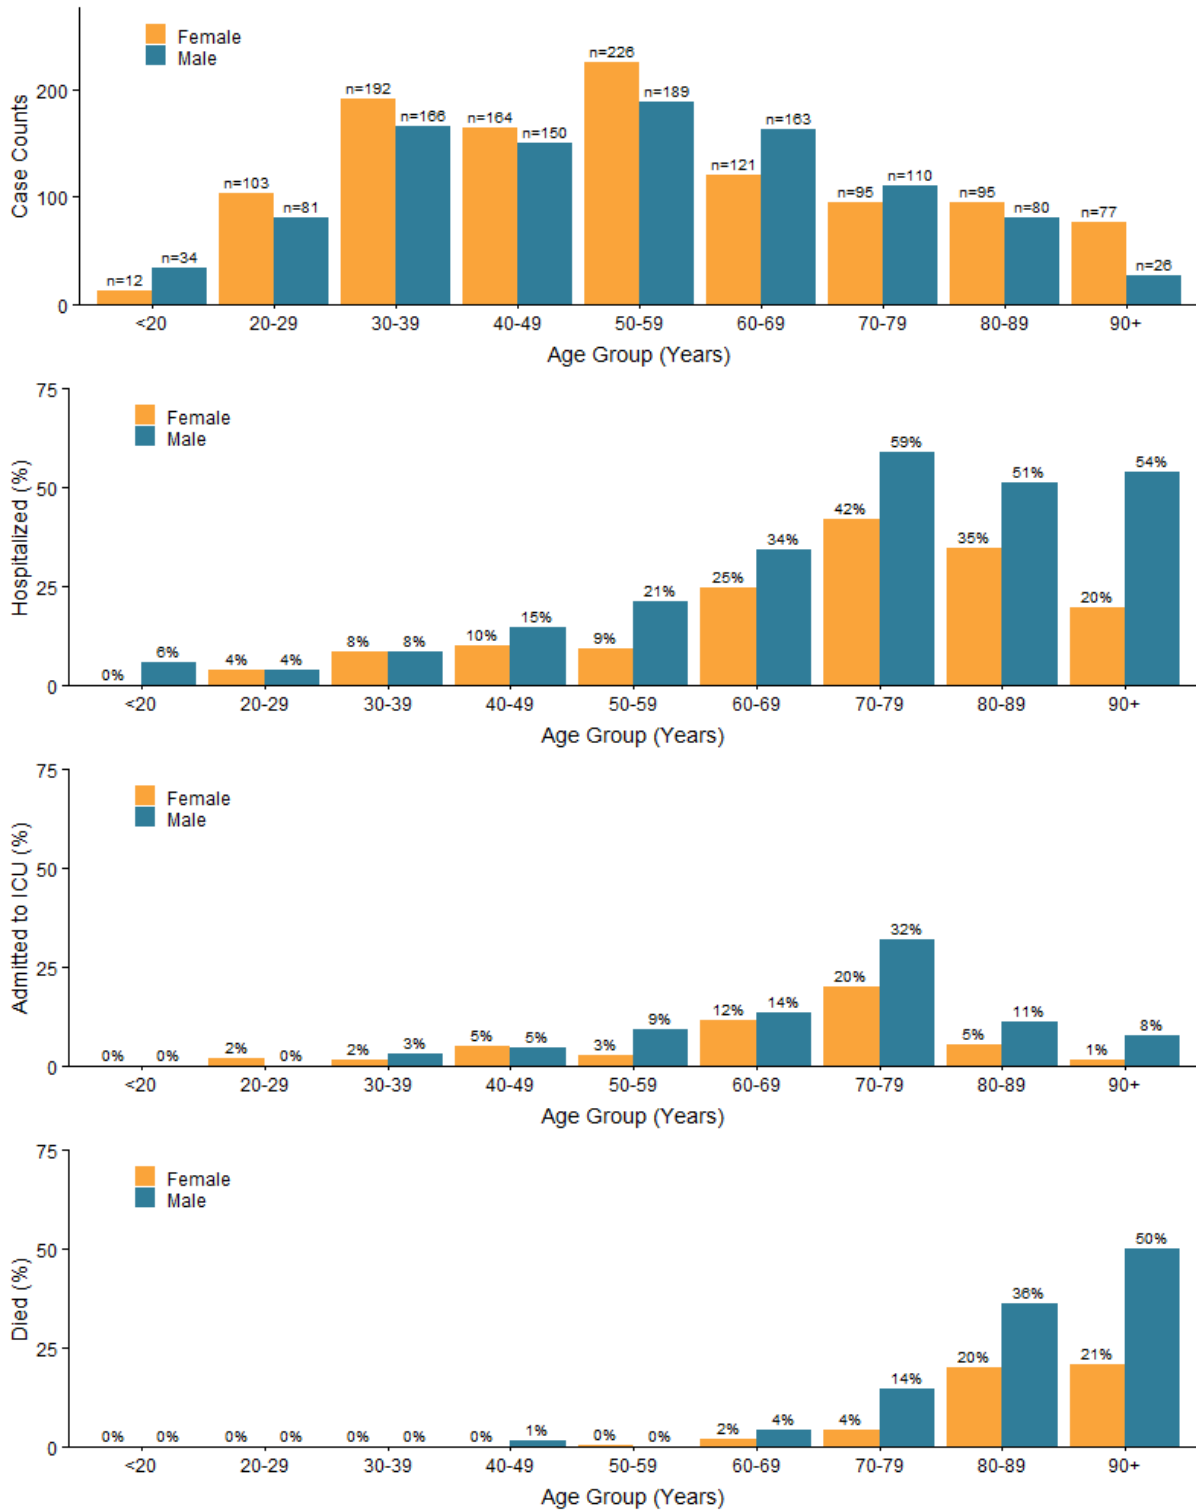 Female
Male
Case Counts
200
100
0
n=12 n=34 n=103 n=81 n=192 n=166 n=164 n=150 n=226 n=189 n=121 n=163 n=95 n=110 n=95 n=80 n=77 n=26
<20 20-29 30-39 40-49 50-59 60-69 70-79 80-89 90+
Age Group (Years)
Female
Male
Hospitalized (%)
75
50
25
0
0% 6% 4% 4% 8% 8% 10% 15% 9% 21% 25% 34% 42% 59% 35% 51% 20% 54%
<20 20-29 30-39 40-49 50-59 60-69 70-79 80-89 90+
Age Group (Years)
Female
Male
Admitted to ICU (%)
75
50
25
0
0% 0% 2% 0% 2% 3% 5% 5% 3% 9% 12% 14% 20% 32% 5% 11% 1% 8%
<20 20-29 30-39 40-49 50-59 60-69 70-79 80-89 90+
Age Group (Years)
Female
Male
Died (%)
75
50
25
0
0% 0% 0% 0% 0% 0% 0% 1% 0% 0% 2% 4% 4% 14% 20% 36% 21% 50%
<20 20-29 30-39 40-49 50-59 60-69 70-79 80-89 90+
Age Group (Years)